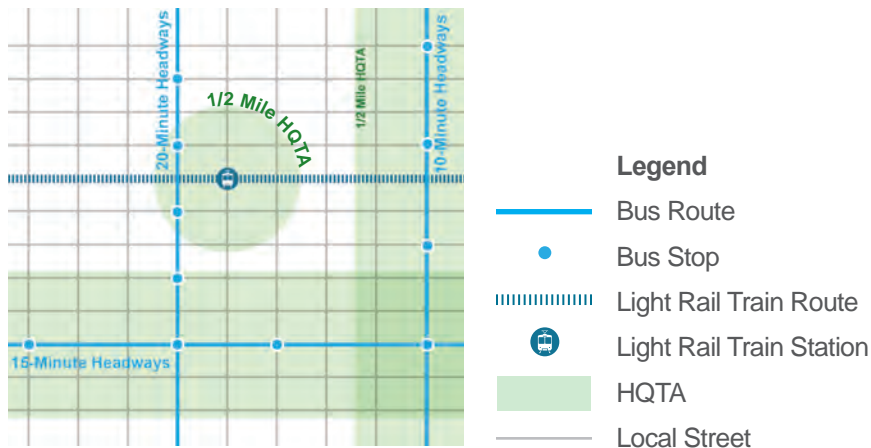 20-Minute Headways
1/2 Mile HQTA
1/2 Mile HQTA
10-Minute Headways
15-Minute Headways
Legend
Bus Route
Bus Stop
Light Rail Train Route
Light Rail Train Station
HQTA
Local Street